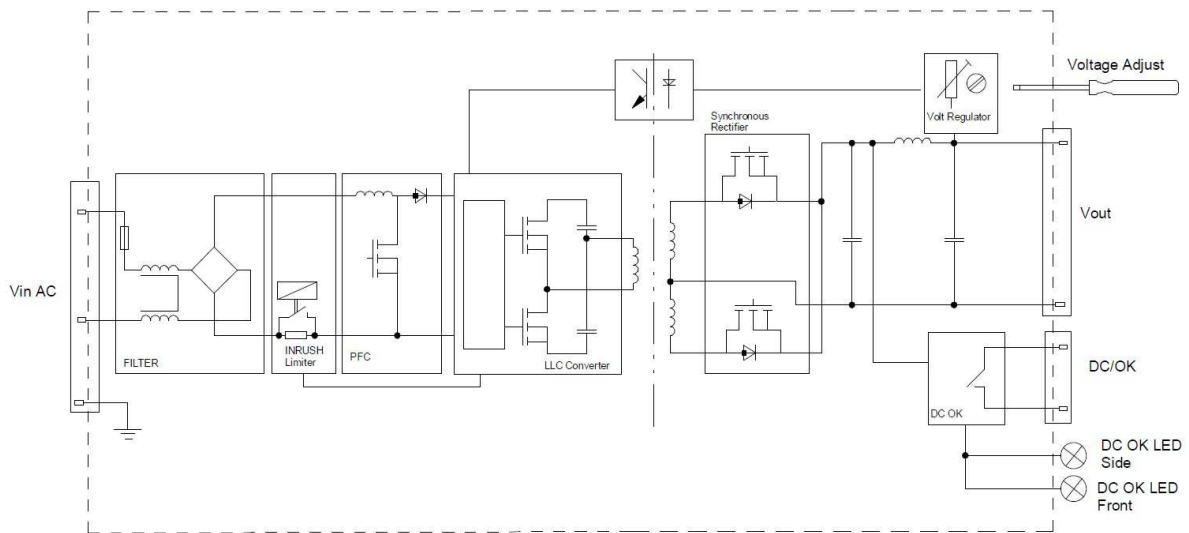 Voltage Adjust
Volt Regulator
Synchronous
Rectifier
Vout
Vin AC
FILTER
INRUSH
Limiter
PFC
LLC Converter
DC/OK
DC OK
DC OK LED
Side
DC OK LED
Front